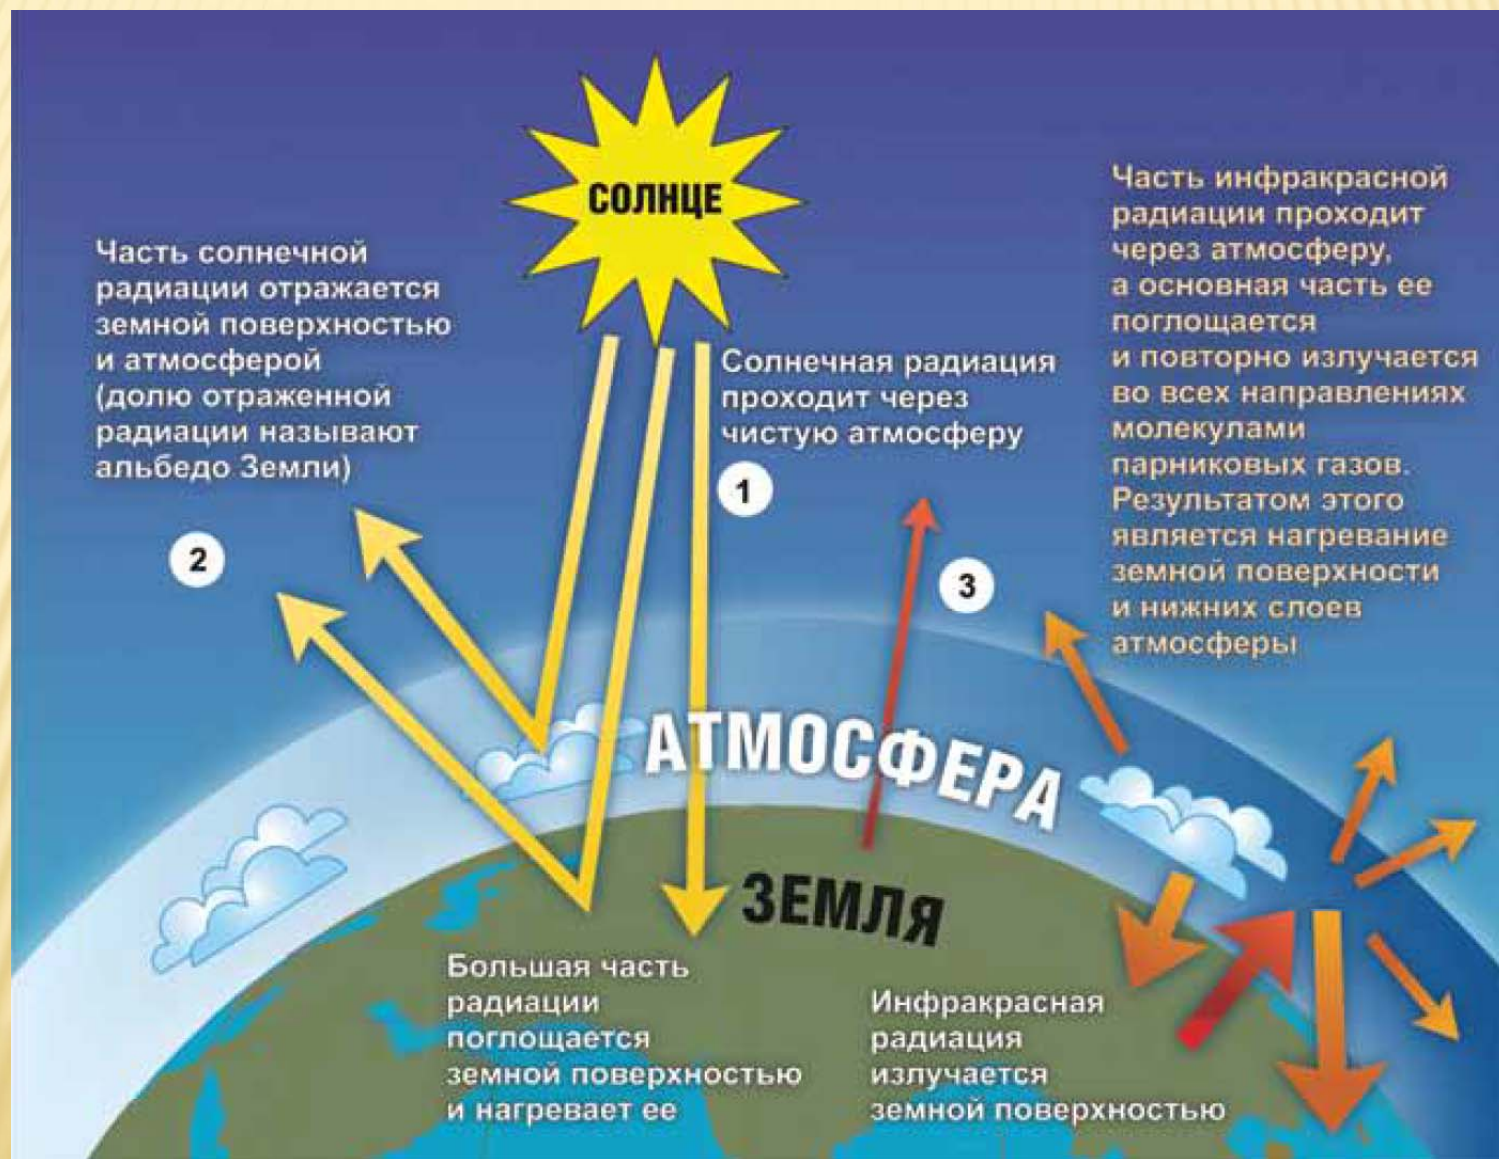 СОЛНЦЕ
Часть солнечной
радиации отражается
земной поверхностью
и атмосферой
(долю отраженной
радиации называют
альбедо Земли)
2
Солнечная радиация
проходит через
чистую атмосферу
1
3
Часть инфракрасной
радиации проходит
через атмосферу,
а основная часть ее
поглощается
и повторно излучается
во всех направлениях
молекулами
парниковых газов.
Результатом этого
является нагревание
земной поверхности
и нижних слоев
атмосферы
АТМОСФЕРА
ЗЕМЛЯ
Большая часть
радиации
поглощается
земной поверхностью
и нагревает ее
Инфракрасная
радиация
излучается
земной поверхностью